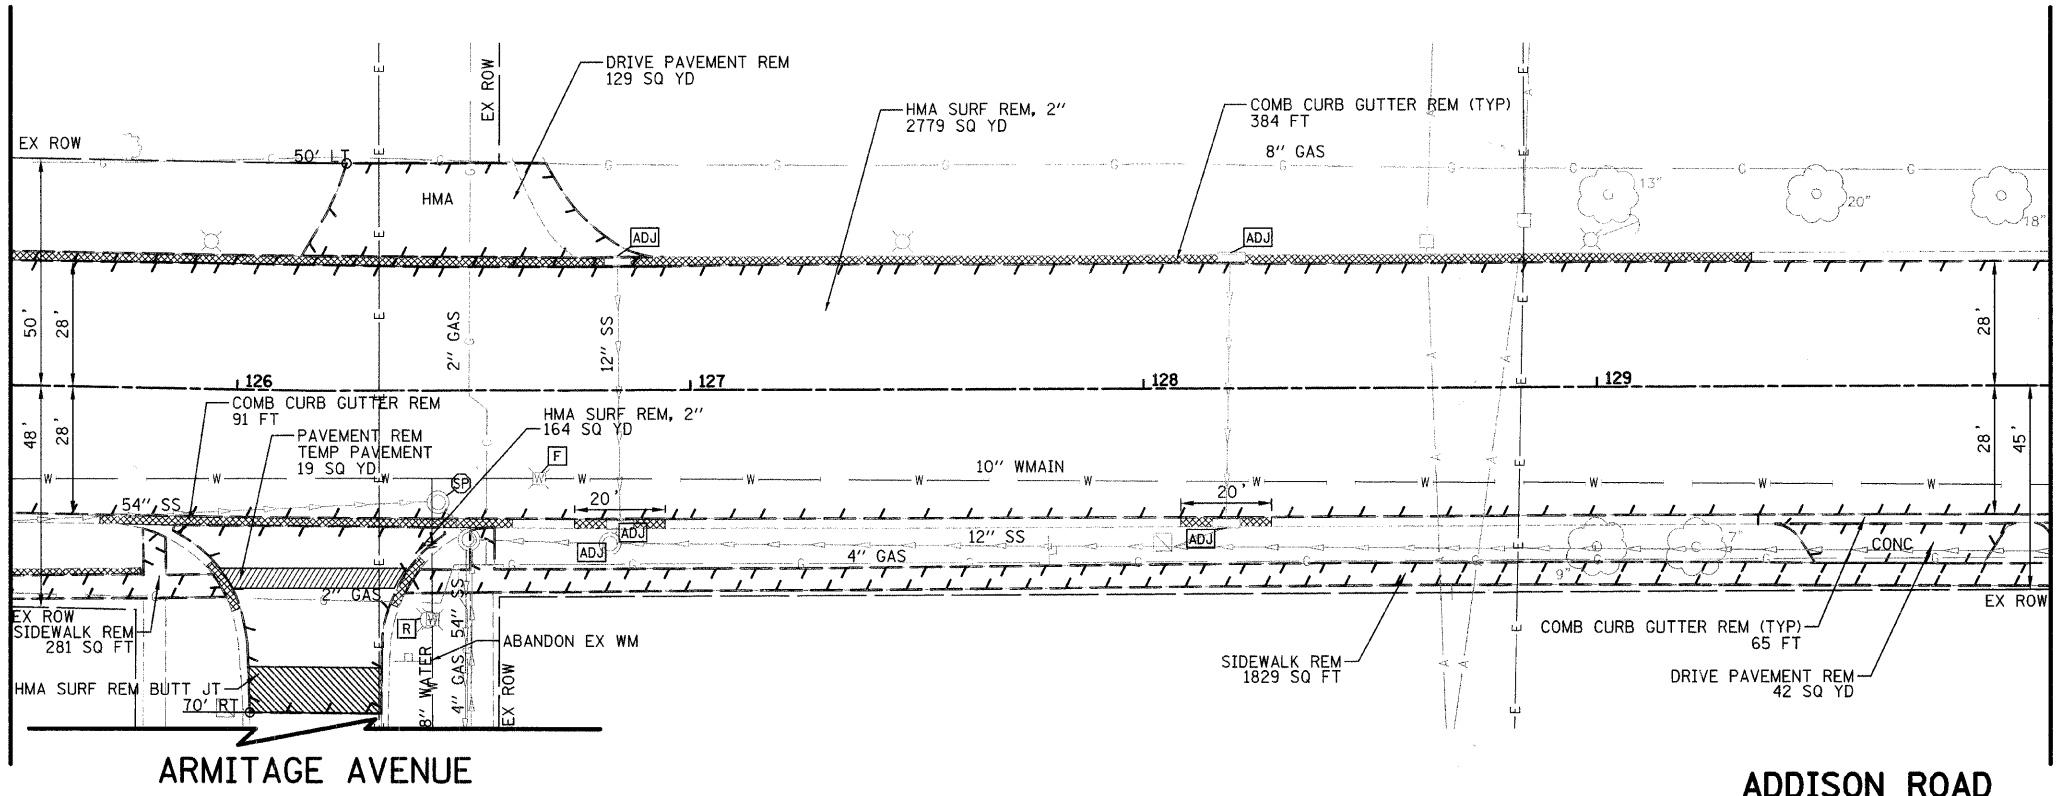 DRIVE PAVEMENT REM
129 SQ YD
EX ROW
HMA SURF REM, 2"
2779 SQ YD
COMB CURB GUTTER REM (TYP)
384 FT
8" GAS
EX ROW
50' LT
HMA
13"
20"
18"
ADJ
ADJ
50'
28'
2" GAS
12" SS
28'
126
127
128
129
COMB CURB GUTTER REM
91 FT
PAVEMENT REM
TEMP PAVEMENT
19 SQ YD
HMA SURF REM, 2"
164 SQ YD
48'
28'
28'
45'
F
10" WMAIN
SP
54" SS
20'
20'
ADJ
ADJ
ADJ
12" SS
4" GAS
7"
9"
CONC
2" GAS
EX ROW
SIDEWALK REM
281 SQ FT
R
ABANDON EX WM
54" SS
8" WATER
4" GAS
EX ROW
EX ROW
COMB CURB GUTTER REM (TYP)
65 FT
SIDEWALK REM
1829 SQ FT
DRIVE PAVEMENT REM
42 SQ YD
HMA SURF REM BUTT JT
70' RT
ARMITAGE AVENUE
ADDISON ROAD